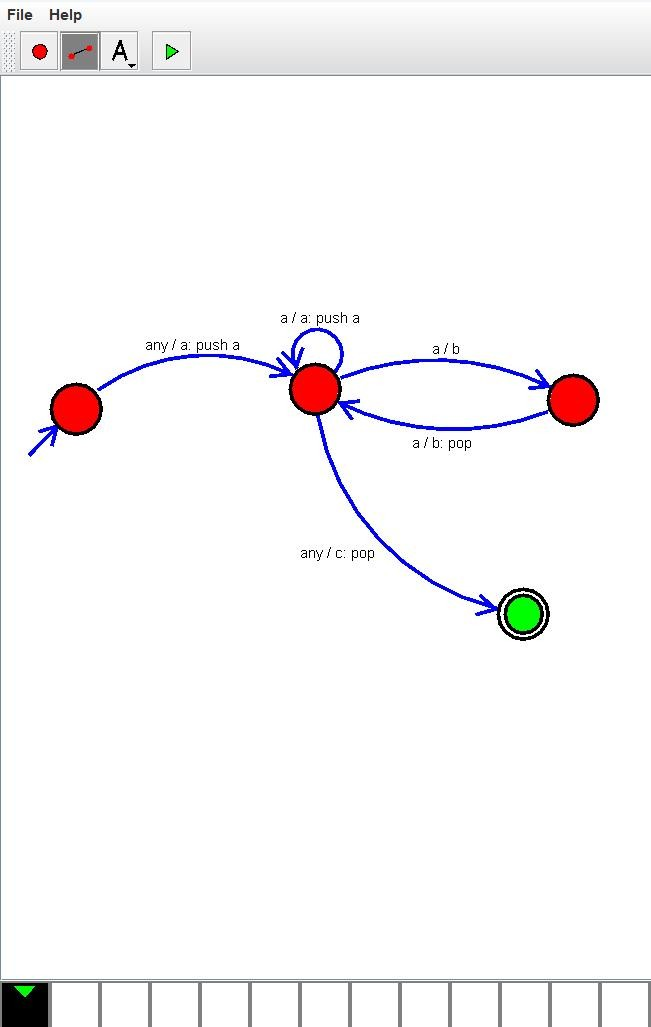 File Help
A
a / a: push a
any / a: push a
a / b
a / b: pop
any / c: pop